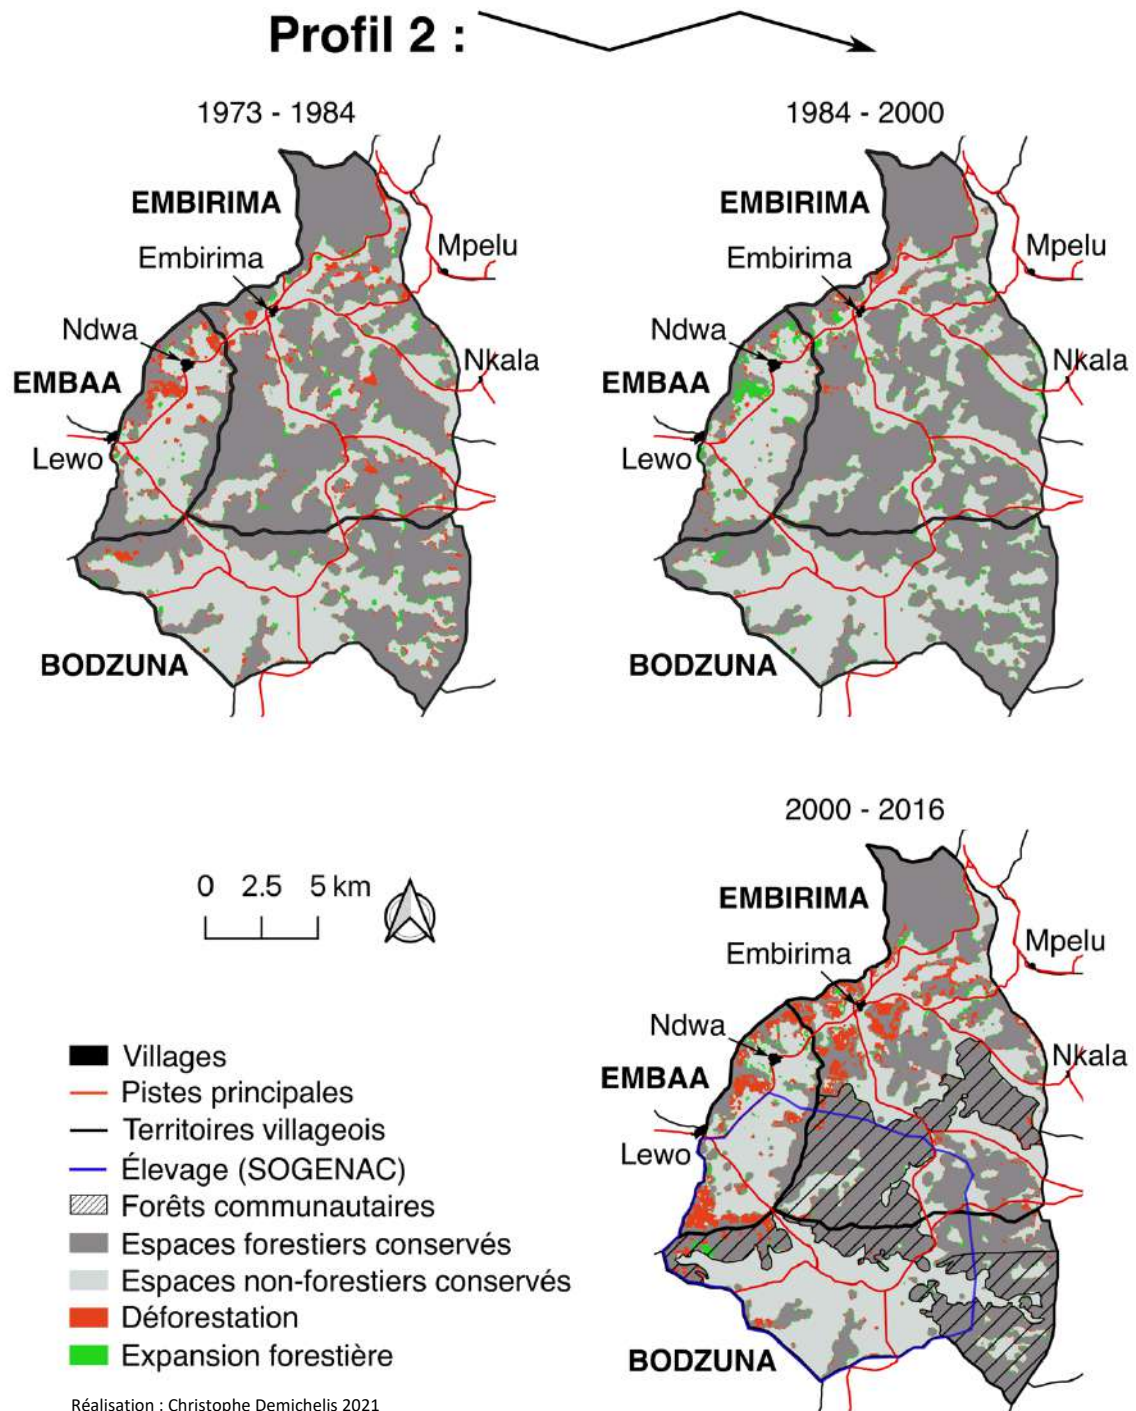 Profil 2 :
1973 - 1984
EMBIRIMA
Embirima
Mpelu
Ndwa
Nkala
EMBAA
Lewo
BODZUNA
1984 - 2000
EMBIRIMA
Embirima
Mpelu
Ndwa
Nkala
EMBAA
Lewo
BODZUNA
2000 - 2016
EMBIRIMA
Embirima
Mpelu
Ndwa
Nkala
EMBAA
Lewo
BODZUNA
0 2.5 5 km
Villages
Pistes principales
Territoires villageois
Élevage (SOGENAC)
Forêts communautaires
Espaces forestiers conservés
Espaces non-forestiers conservés
Déforestation
Expansion forestière
Réalisation : Christophe Demichelis 2021